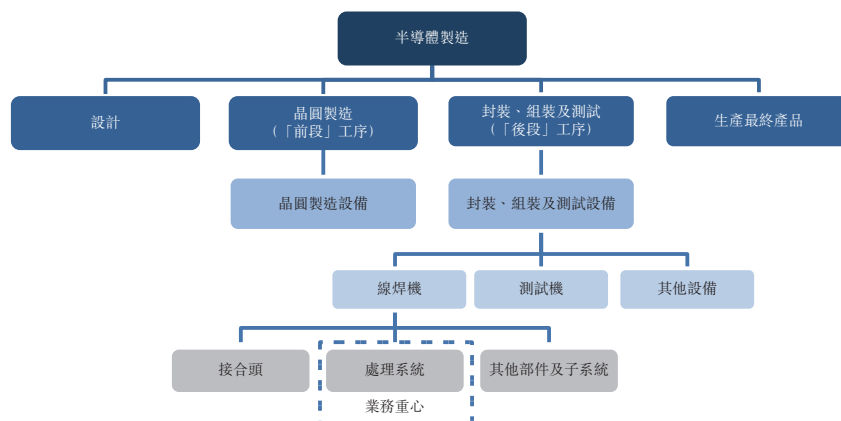 半導體製造
設計
晶圓製造
(「前段」工序)
封裝、組裝及測試
(「後段」工序)
生產最終產品
晶圓製造設備
封裝、組裝及測試設備
線焊機
測試機
其他設備
接合頭
處理系統
其他部件及子系統
業務重心